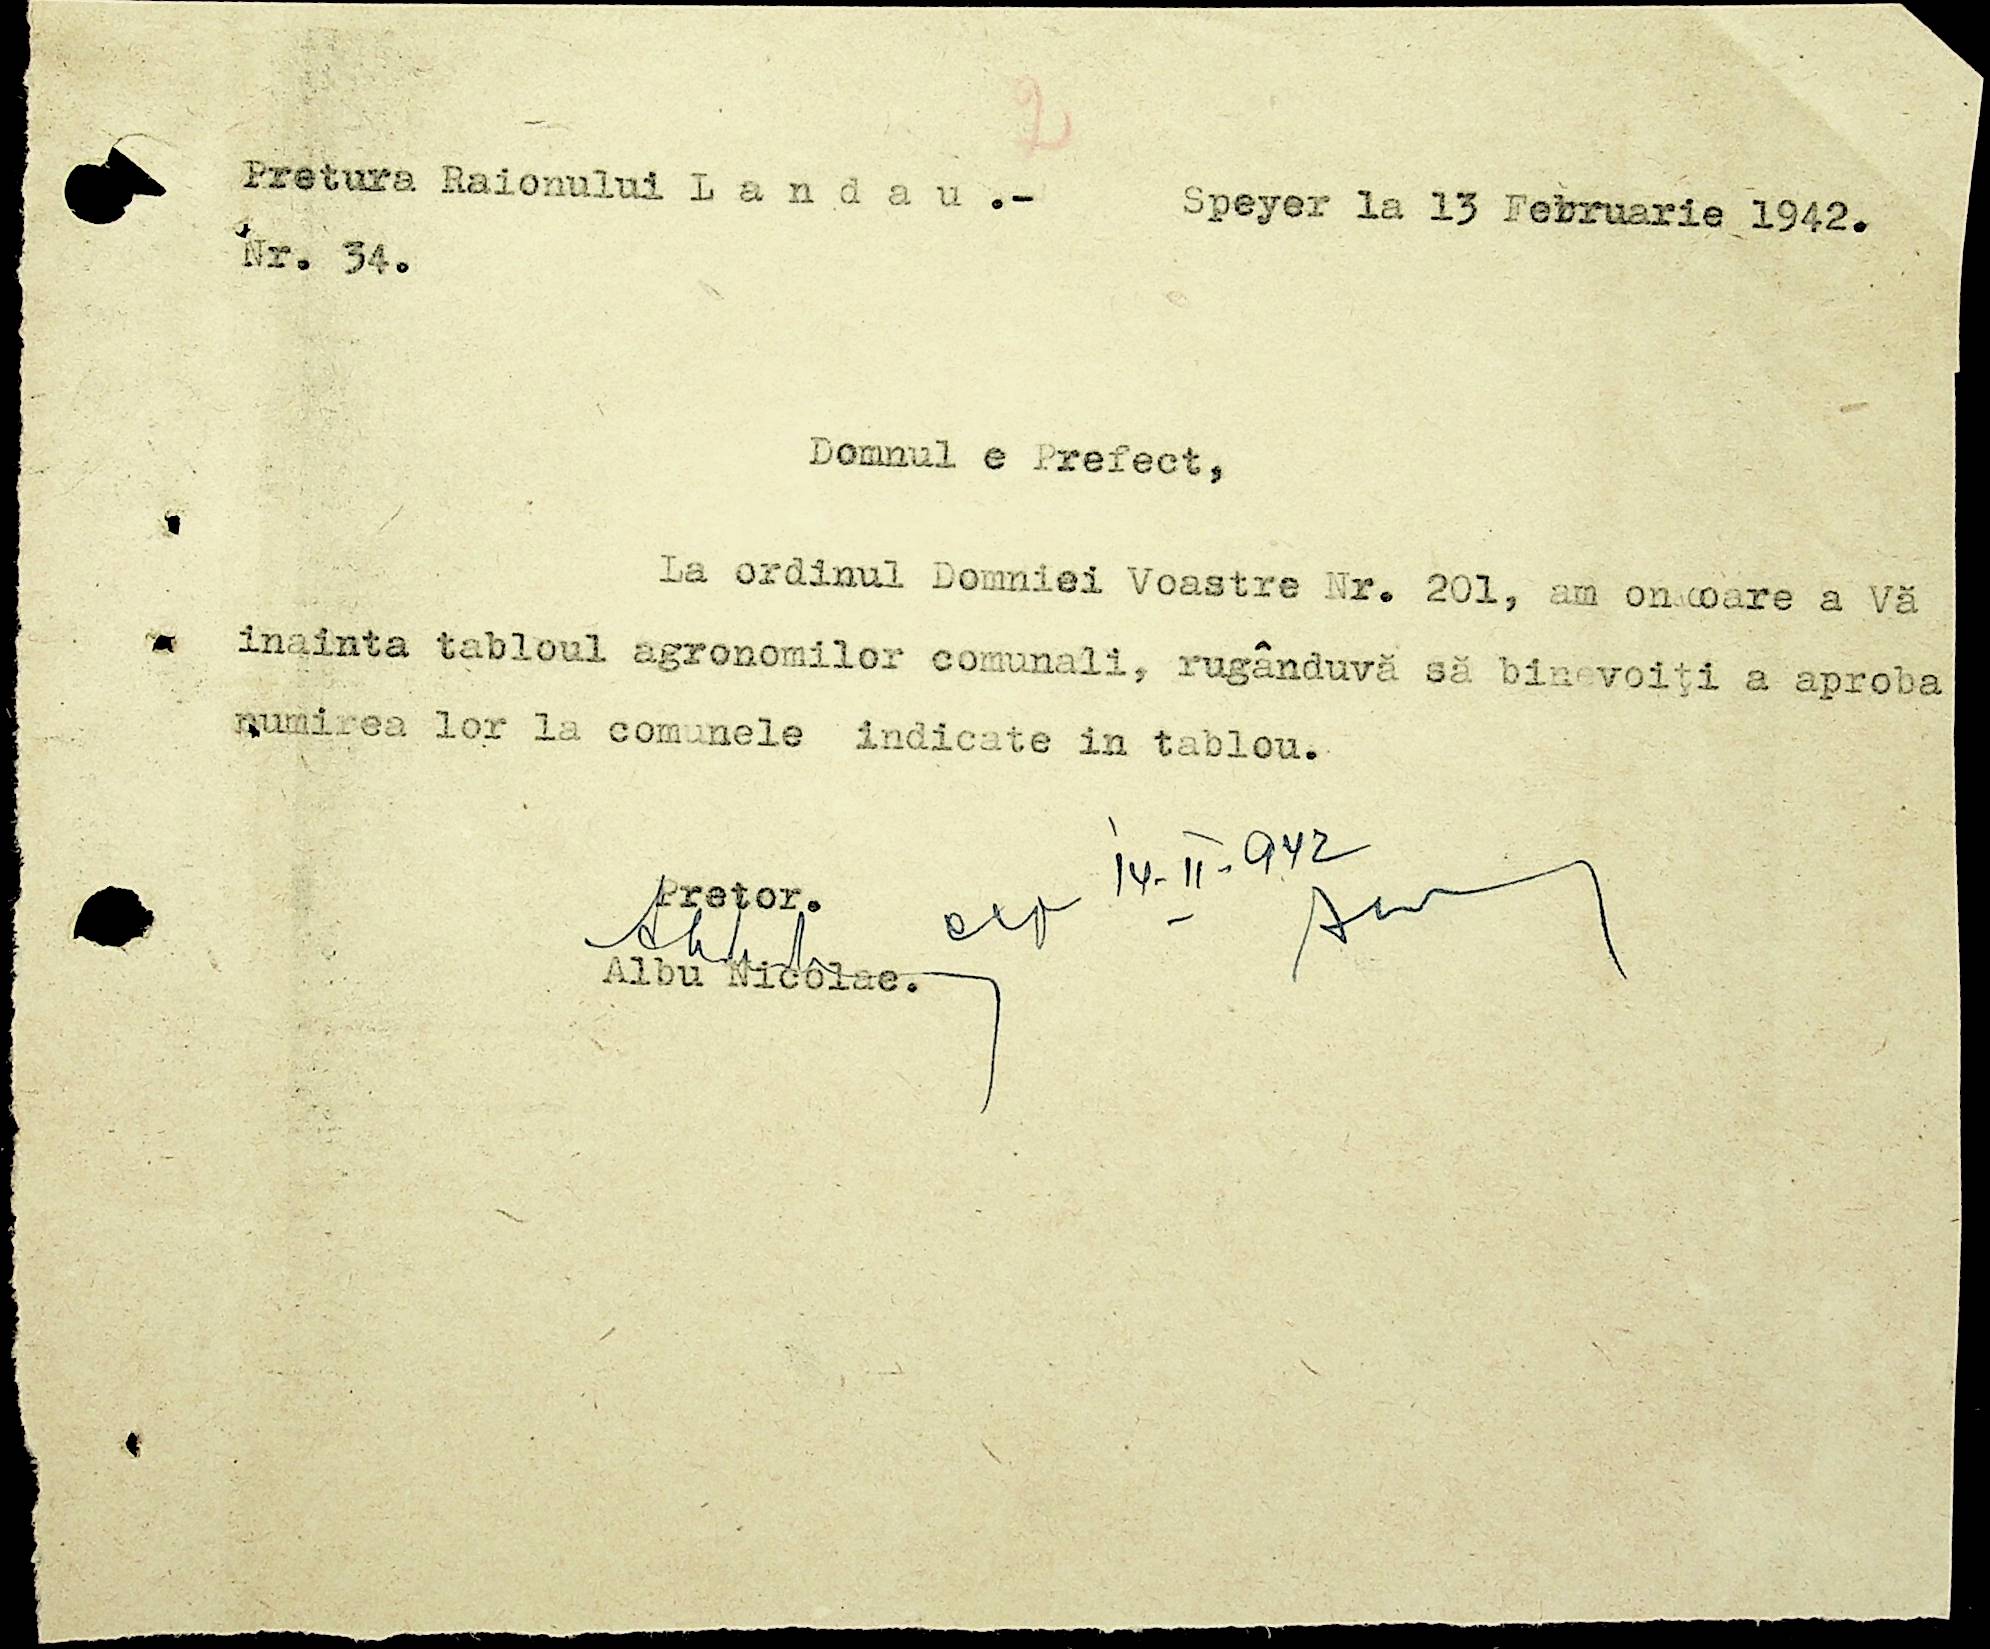 2
Pretura Raionului L a n d a u .-
Speyer la 13 Februarie 1942.
Nr. 34.
Domnul e Prefect,
La ordinul Domniei Voastre Nr. 201, am onoare a Vă
inainta tabloul agronomilor comunali, rugânduvă să binevoiţi a aproba
numirea lor la comunele indicate in tablou.
14-II-942
Pretor.
Albu Nicolae.